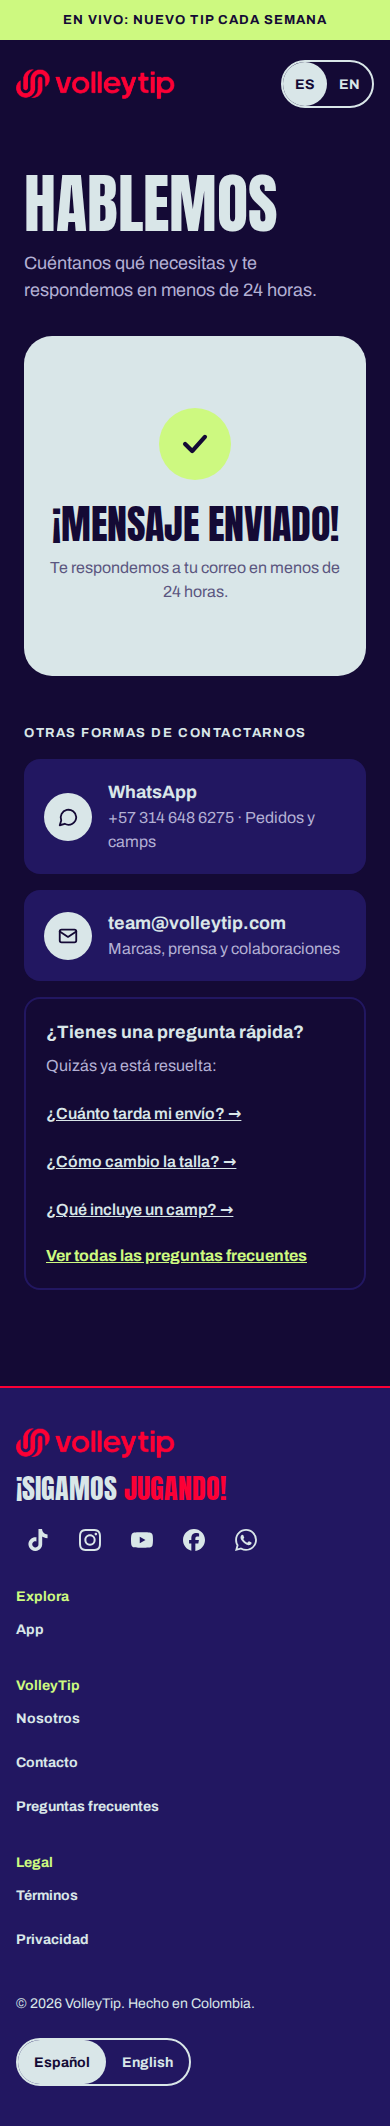 EN VIVO: NUEVO TIP CADA SEMANA
volleytip
ES EN
HABLEMOS
Cuéntanos qué necesitas y te
respondemos en menos de 24 horas.
¡MENSAJE ENVIADO!
Te respondemos a tu correo en menos de
24 horas.
OTRAS FORMAS DE CONTACTARNOS
WhatsApp
+57 314 648 6275 · Pedidos y
camps
team@volleytip.com
Marcas, prensa y colaboraciones
¿Tienes una pregunta rápida?
Quizás ya está resuelta:
¿Cuánto tarda mi envío? →
¿Cómo cambio la talla? →
¿Qué incluye un camp? →
Ver todas las preguntas frecuentes
volleytip
¡SIGAMOS JUGANDO!
Explora
App
VolleyTip
Nosotros
Contacto
Preguntas frecuentes
Legal
Términos
Privacidad
© 2026 VolleyTip. Hecho en Colombia.
Español English